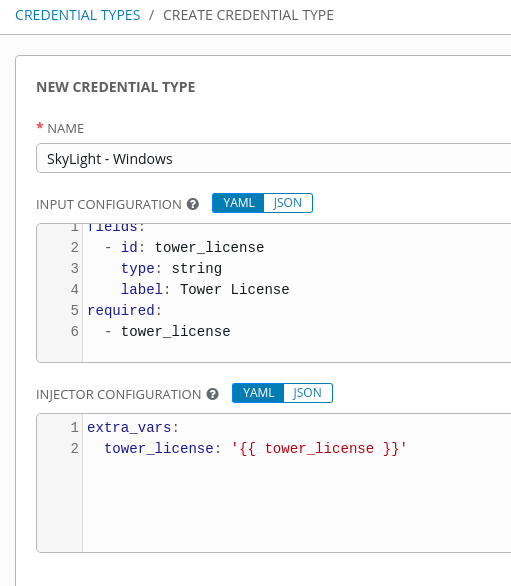 CREDENTIAL TYPES / CREATE CREDENTIAL TYPE
NEW CREDENTIAL TYPE
* NAME
SkyLight - Windows
INPUT CONFIGURATION ? YAML JSON
1 fields:
2   - id: tower_license
3     type: string
4     label: Tower License
5 required:
6   - tower_license
INJECTOR CONFIGURATION ? YAML JSON
1 extra_vars:
2   tower_license: '{{ tower_license }}'